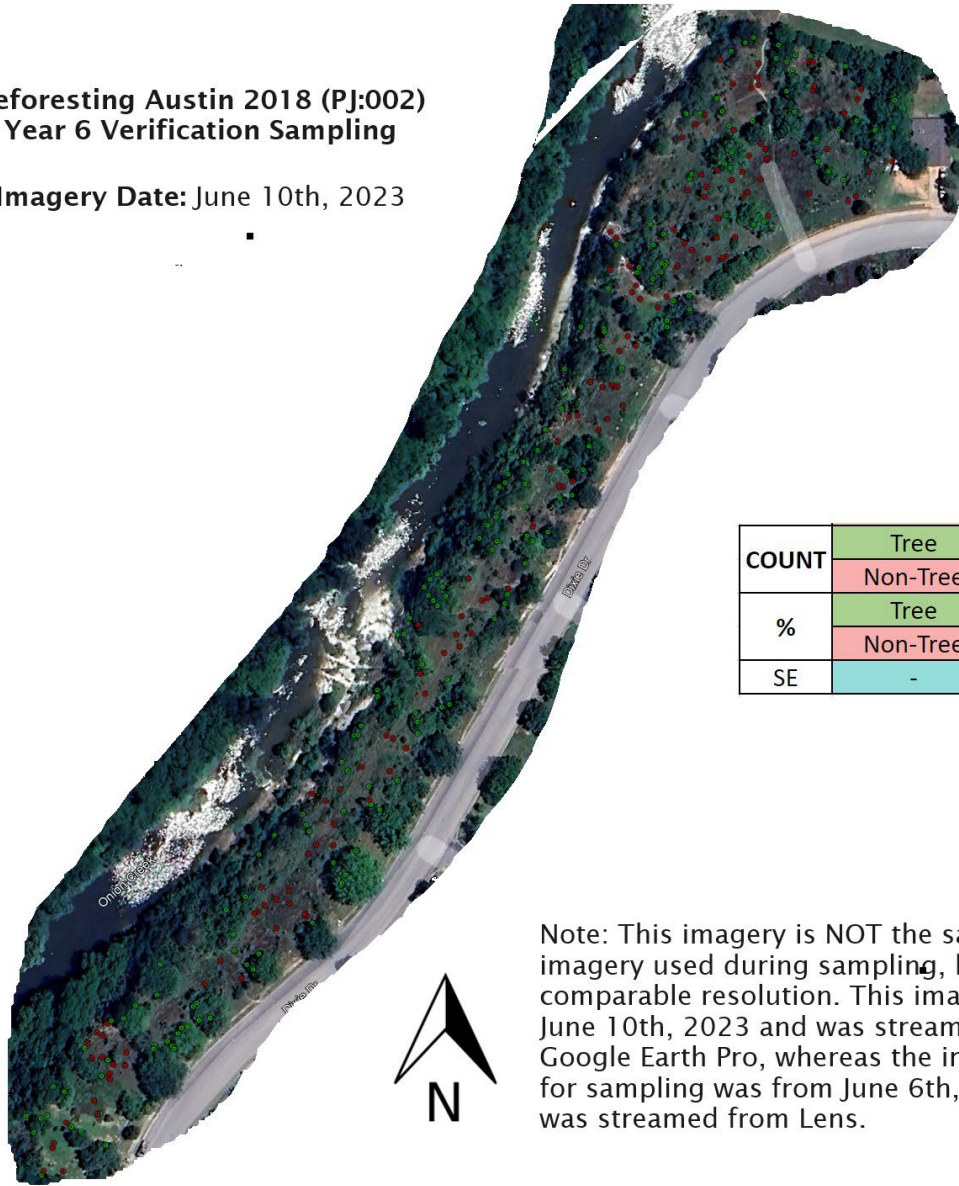 eforesting Austin 2018 (PJ:002)
Year 6 Verification Sampling
Imagery Date: June 10th, 2023
Dixie Dr
COUNT
Tree
Non-Tree
%
Tree
Non-Tree
SE
-
Onion Creek
Dixie Dr
Note: This imagery is NOT the sa
imagery used during sampling,
comparable resolution. This ima
June 10th, 2023 and was stream
Google Earth Pro, whereas the in
for sampling was from June 6th,
was streamed from Lens.
N